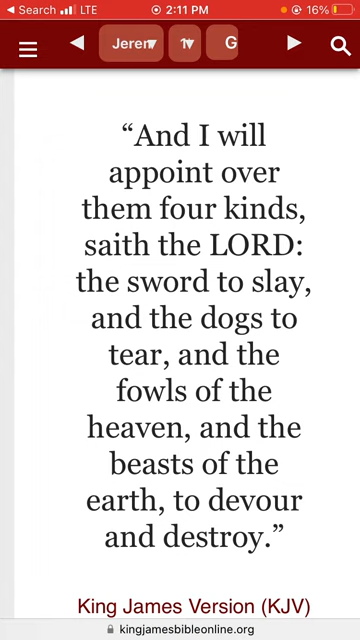 Search LTE 2:11 PM 16%
Jerem 1 G
“And I will
appoint over
them four kinds,
saith the LORD:
the sword to slay,
and the dogs to
tear, and the
fowls of the
heaven, and the
beasts of the
earth, to devour
and destroy.”
King James Version (KJV)
kingjamesbibleonline.org